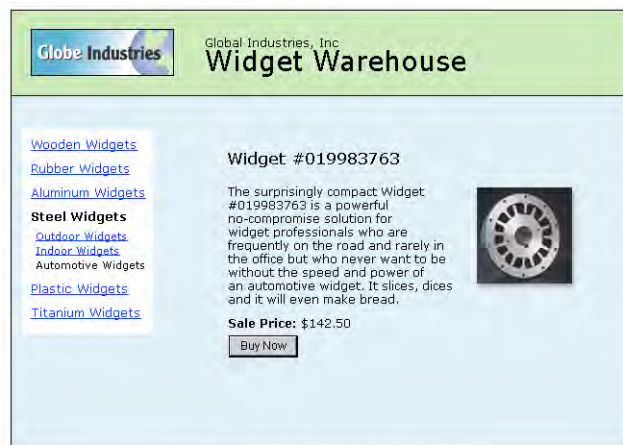 Globe Industries
Global Industries, Inc
Widget Warehouse
Wooden Widgets
Rubber Widgets
Aluminum Widgets
Steel Widgets
Outdoor Widgets
Indoor Widgets
Automotive Widgets
Plastic Widgets
Titanium Widgets
Widget #019983763
The surprisingly compact Widget
#019983763 is a powerful
no-compromise solution for
widget professionals who are
frequently on the road and rarely in
the office but who never want to be
without the speed and power of
an automotive widget. It slices, dices
and it will even make bread.
Sale Price: $142.50
Buy Now